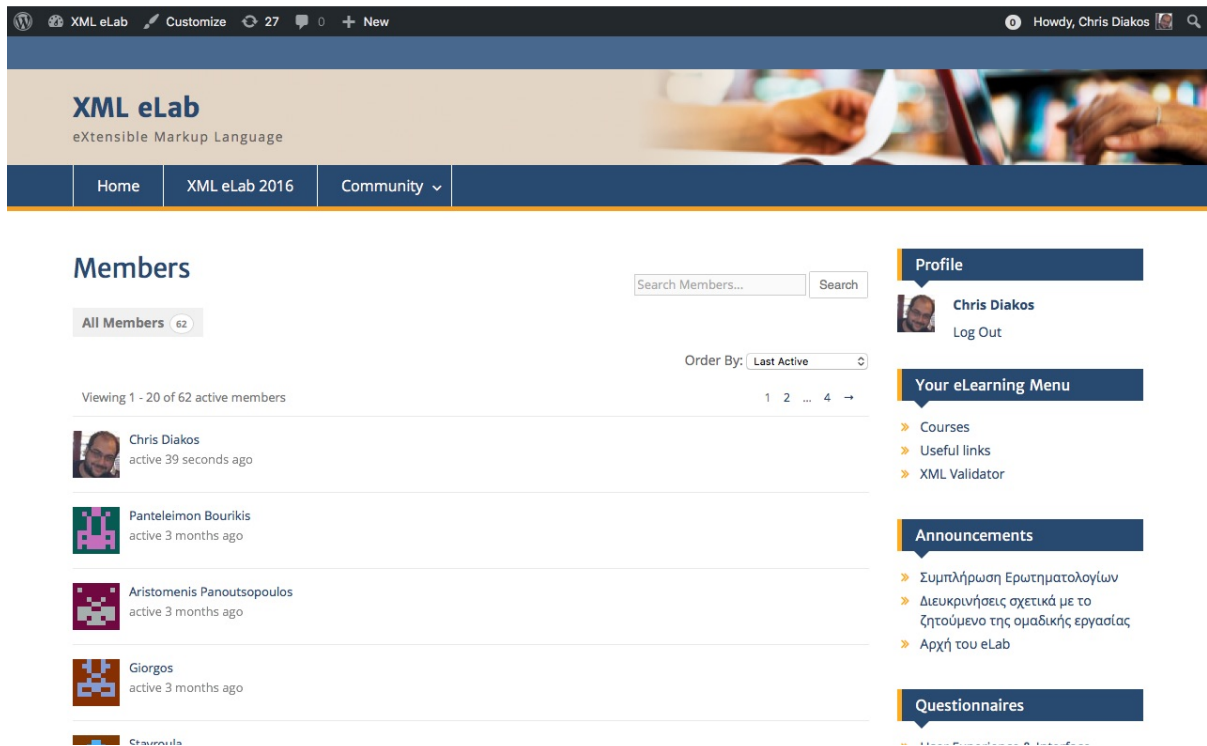 XML eLab Customize 27 0 New 0 Howdy, Chris Diakos
XML eLab
eXtensible Markup Language
Home XML eLab 2016 Community
Members
Search Members... Search
All Members 62
Order By: Last Active
Viewing 1 - 20 of 62 active members 1 2 ... 4 →
Chris Diakos
active 39 seconds ago
Panteleimon Bourikis
active 3 months ago
Aristomenis Panoutsopoulos
active 3 months ago
Giorgos
active 3 months ago
Stavroula
Profile
Chris Diakos
Log Out
Your eLearning Menu
» Courses
» Useful links
» XML Validator
Announcements
» Συμπλήρωση Ερωτηματολογίων
» Διευκρινήσεις σχετικά με το
ζητούμενο της ομαδικής εργασίας
» Αρχή του eLab
Questionnaires
» User Experience & Interface